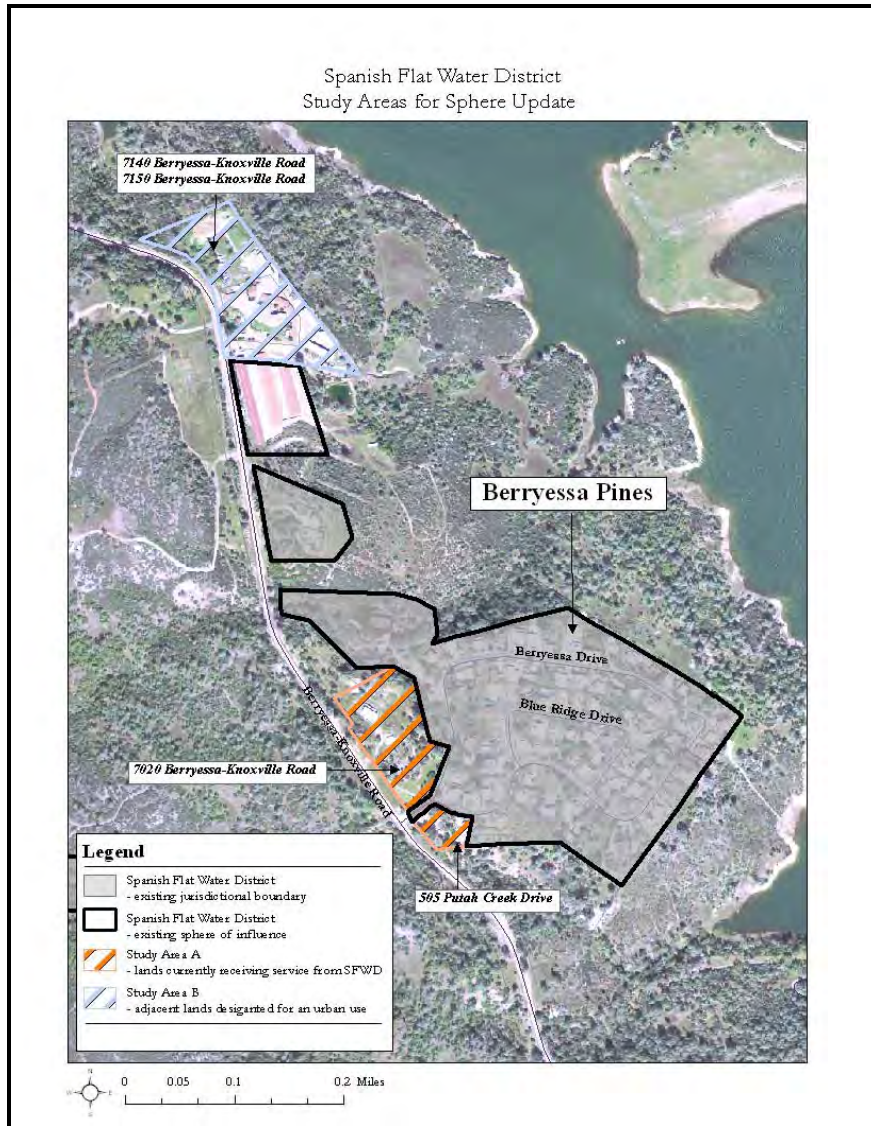 Spanish Flat Water District
Study Areas for Sphere Update
7140 Berryessa-Knoxville Road
7150 Berryessa-Knoxville Road
Berryessa Pines
Berryessa Drive
Blue Ridge Drive
Berryessa-Knoxville Road
7020 Berryessa-Knoxville Road
505 Putah Creek Drive
Legend
Spanish Flat Water District
- existing jurisdictional boundary
Spanish Flat Water District
- existing sphere of influence
Study Area A
- lands currently receiving service from SFWD
Study Area B
- adjacent lands desiganted for an urban use
N
W E
S
0 0.05 0.1 0.2 Miles